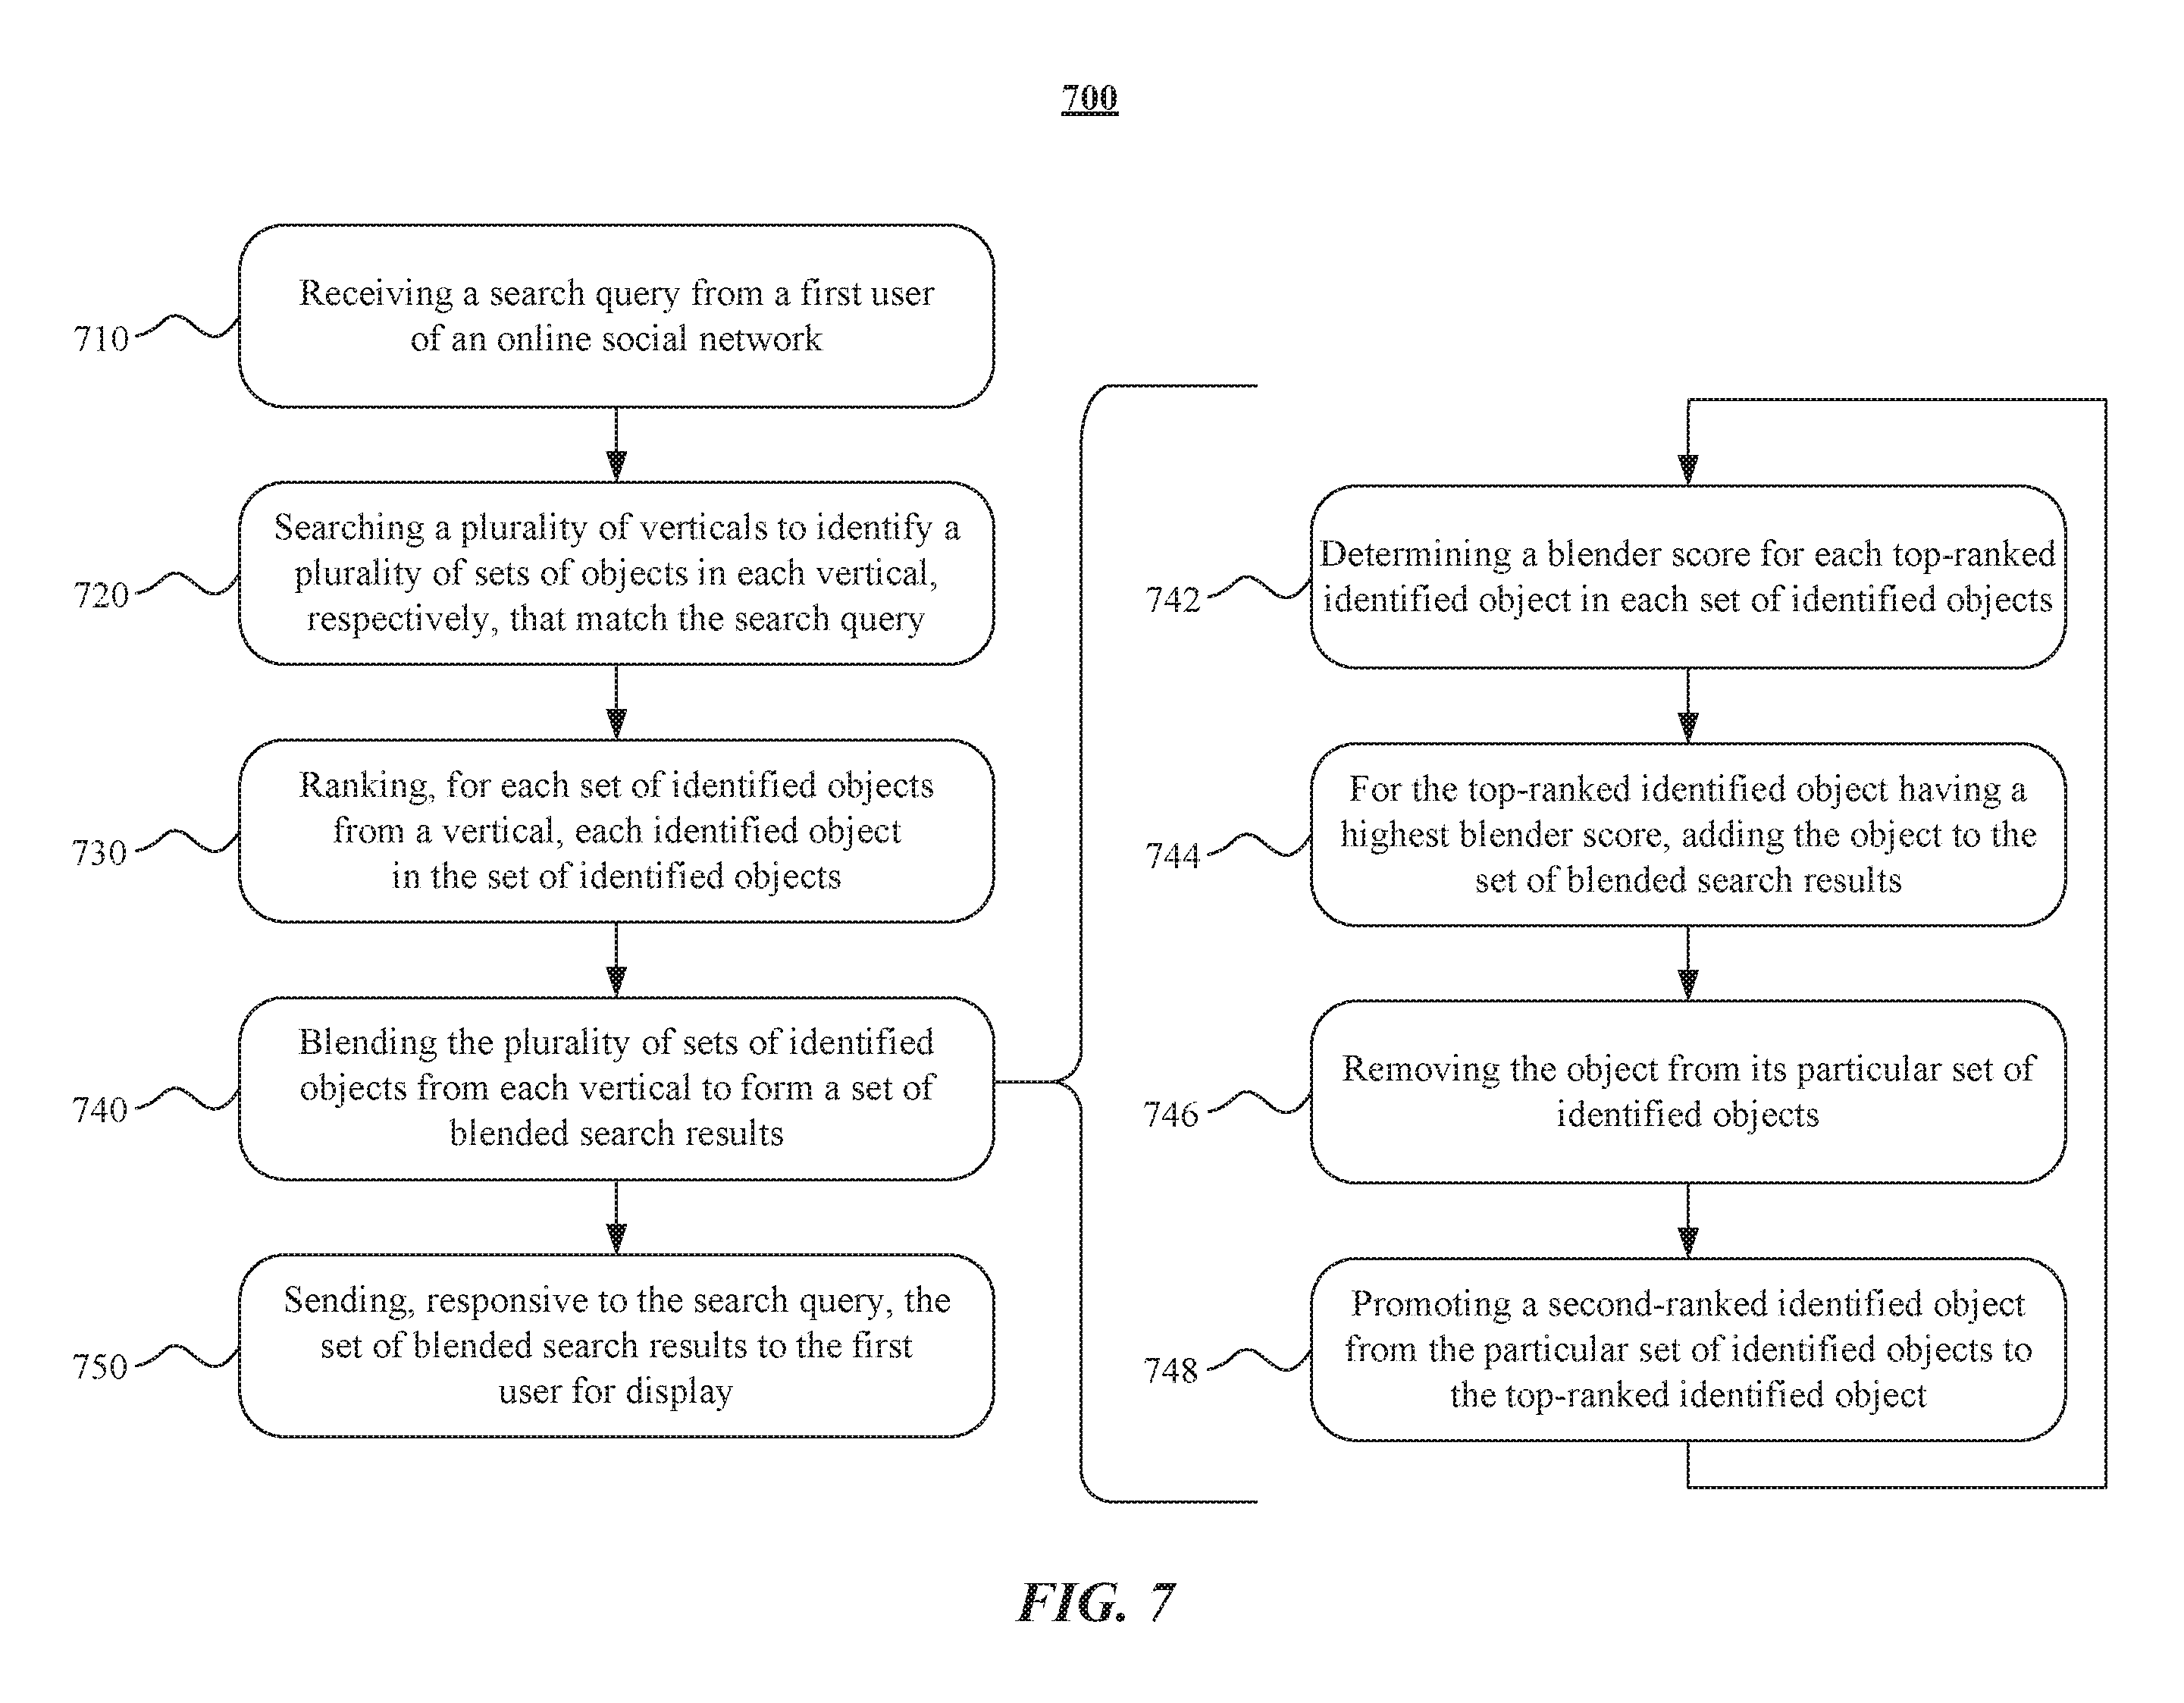 700
710
Receiving a search query from a first user
of an online social network
720
Searching a plurality of verticals to identify a
plurality of sets of objects in each vertical,
respectively, that match the search query
730
Ranking, for each set of identified objects
from a vertical, each identified object
in the set of identified objects
740
Blending the plurality of sets of identified
objects from each vertical to form a set of
blended search results
750
Sending, responsive to the search query, the
set of blended search results to the first
user for display
742
Determining a blender score for each top-ranked
identified object in each set of identified objects
744
For the top-ranked identified object having a
highest blender score, adding the object to the
set of blended search results
746
Removing the object from its particular set of
identified objects
748
Promoting a second-ranked identified object
from the particular set of identified objects to
the top-ranked identified object
FIG. 7